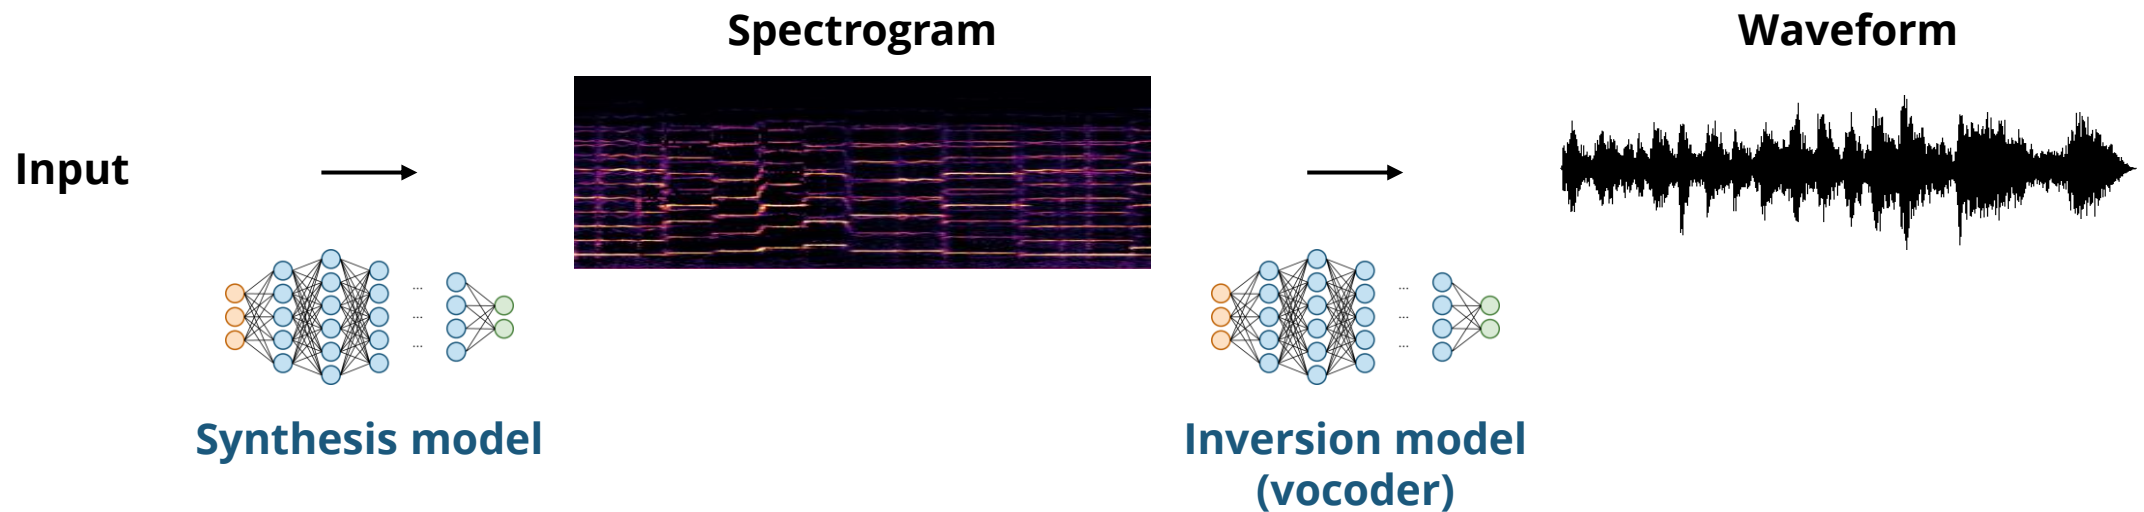 Spectrogram
Waveform
Input
...
...
...
...
...
...
Synthesis model
Inversion model
(vocoder)